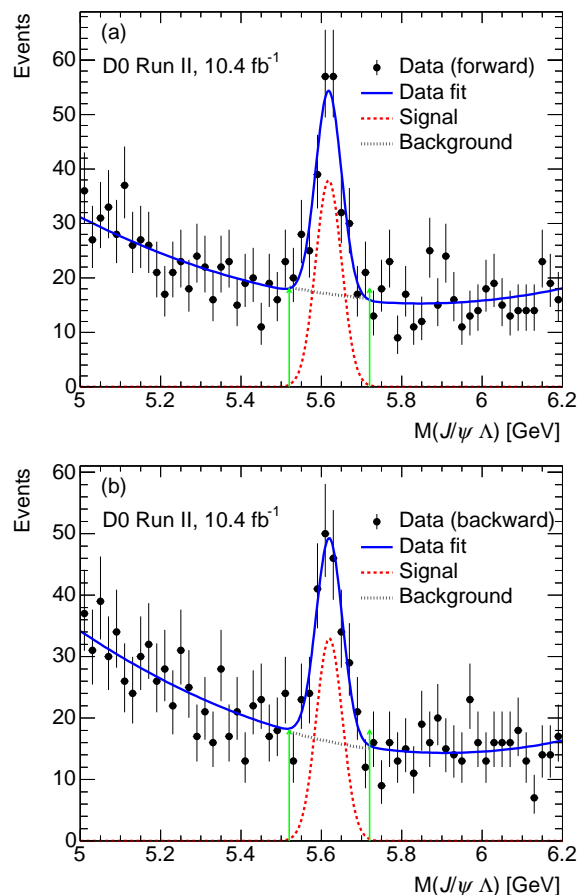 Events
(a)
D0 Run II, 10.4 fb⁻¹
Data (forward)
Data fit
Signal
Background
60
50
40
30
20
10
0
5 5.2 5.4 5.6 5.8 6 6.2
M(J/ψ Λ) [GeV]
Events
(b)
D0 Run II, 10.4 fb⁻¹
Data (backward)
Data fit
Signal
Background
60
50
40
30
20
10
0
5 5.2 5.4 5.6 5.8 6 6.2
M(J/ψ Λ) [GeV]